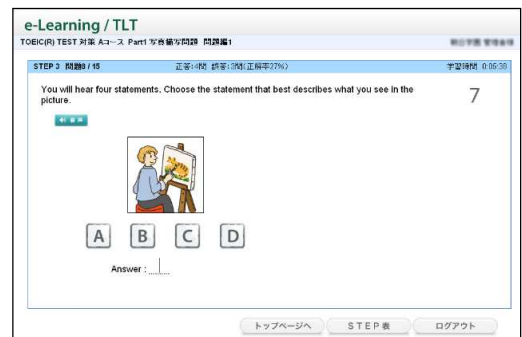 e-Learning / TLT
TOEIC(R) TEST 対策 Aコース Part1 写真描写問題 問題編1
STEP 3 問題8 / 15 正答:4問 誤答:3問(正解率27%) 学習時間 0:05:38
You will hear four statements. Choose the statement that best describes what you see in the
picture.
7
A B C D
Answer :
トップページへ STEP表 ログアウト